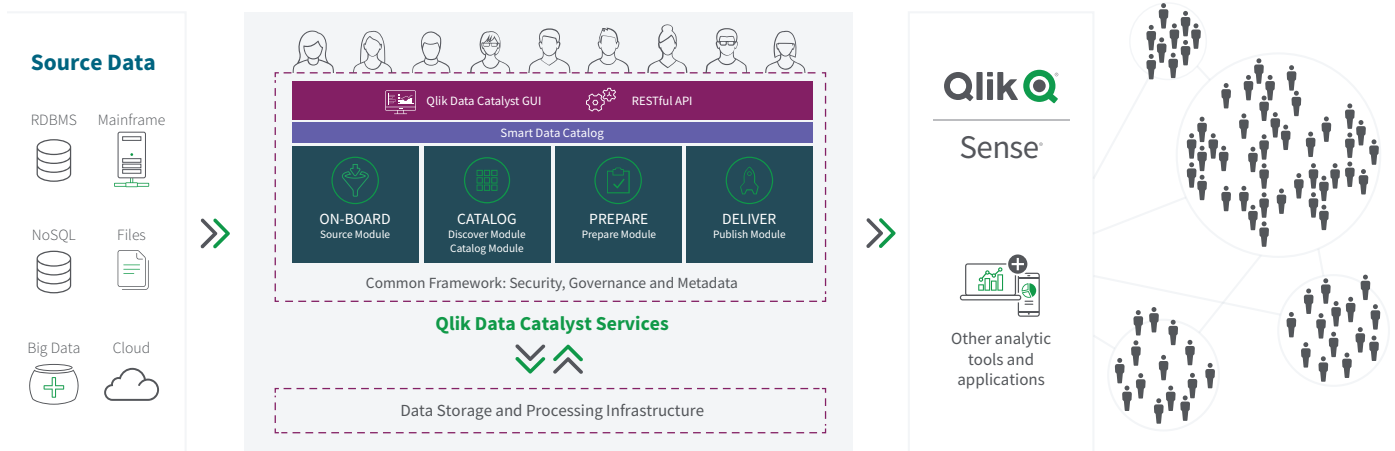 Source Data
RDBMS
Mainframe
NoSQL
Files
Big Data
Cloud
Qlik Data Catalyst GUI
RESTful API
Smart Data Catalog
ON-BOARD
Source Module
CATALOG
Discover Module
Catalog Module
PREPARE
Prepare Module
DELIVER
Publish Module
Common Framework: Security, Governance and Metadata
Qlik Data Catalyst Services
Data Storage and Processing Infrastructure
Qlik
Sense®
Other analytic
tools and
applications